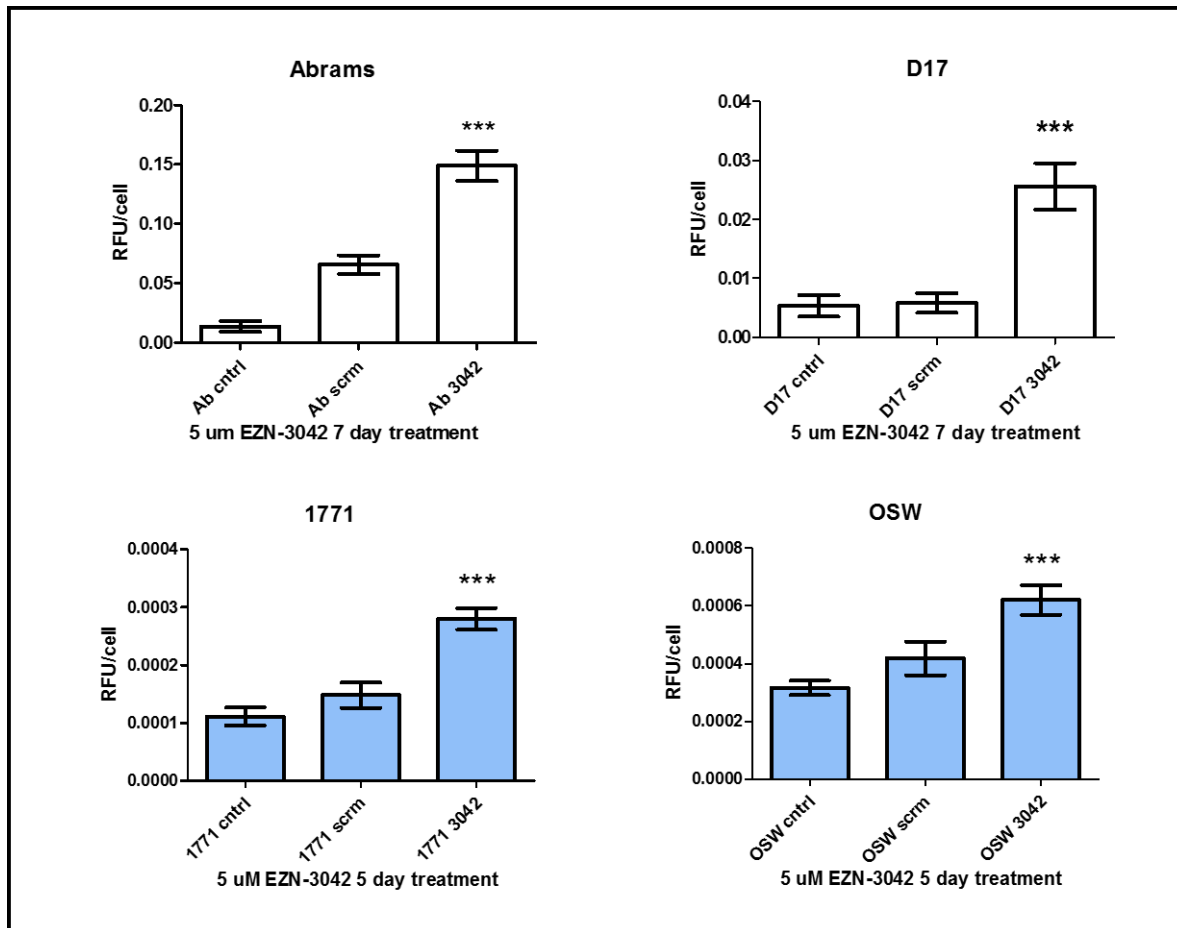 Abrams
0.20
0.15
0.10
0.05
0.00
RFU/cell
***
Ab cntrl
Ab scrm
Ab 3042
5 um EZN-3042 7 day treatment
D17
0.04
0.03
0.02
0.01
0.00
RFU/cell
***
D17 cntrl
D17 scrm
D17 3042
5 um EZN-3042 7 day treatment
1771
0.0004
0.0003
0.0002
0.0001
0.0000
RFU/cell
***
1771 cntrl
1771 scrm
1771 3042
5 uM EZN-3042 5 day treatment
OSW
0.0008
0.0006
0.0004
0.0002
0.0000
RFU/cell
***
OSW cntrl
OSW scrm
OSW 3042
5 uM EZN-3042 5 day treatment